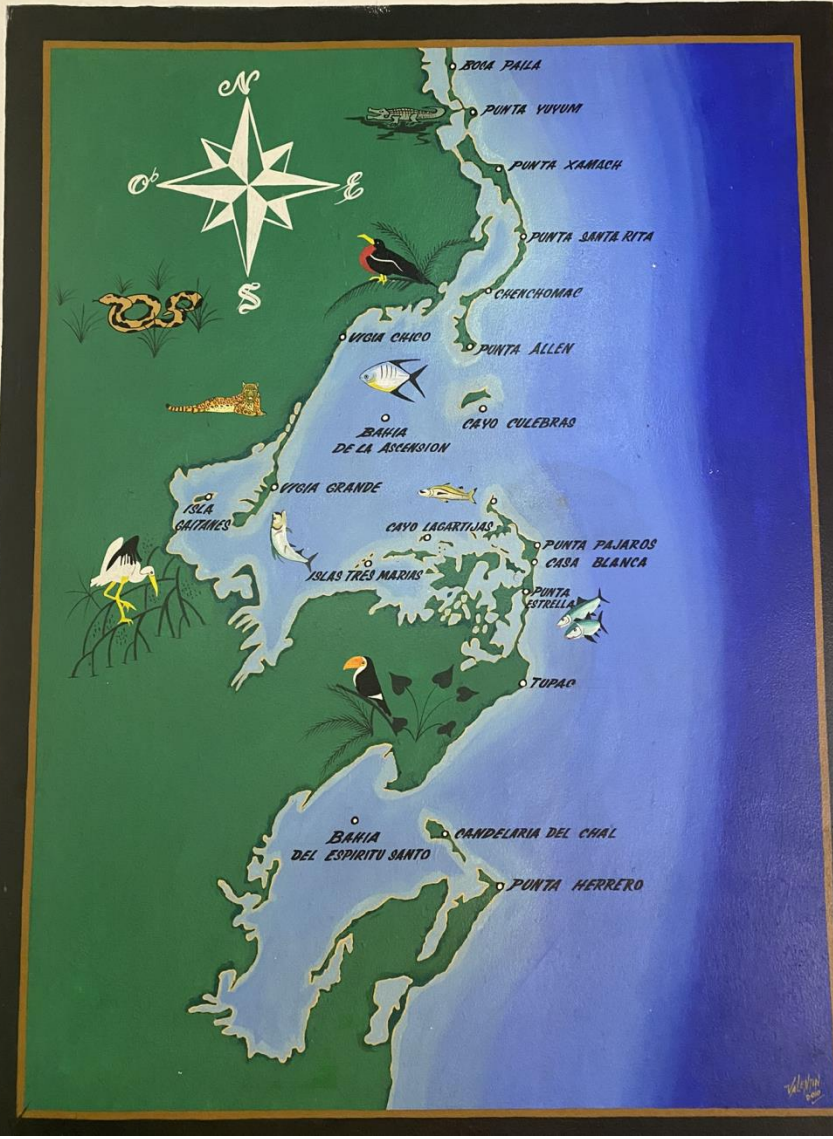 N
BOCA PAILA
PUNTA YUYUM
O
E
PUNTA XAMACH
PUNTA SANTA RITA
S
CHENCHOMAC
VIGIA CHICO
PUNTA ALLEN
CAYO CULEBRAS
BAHIA
DE LA ASCENSION
VIGIA GRANDE
ISLA
GAITANES
CAYO LAGARTIJAS
PUNTA PAJAROS
CASA BLANCA
ISLAS TRES MARIAS
PUNTA
ESTRELLA
TUPAC
BAHIA
DEL ESPIRITU SANTO
CANDELARIA DEL CHAL
PUNTA HERRERO
VALENTIN